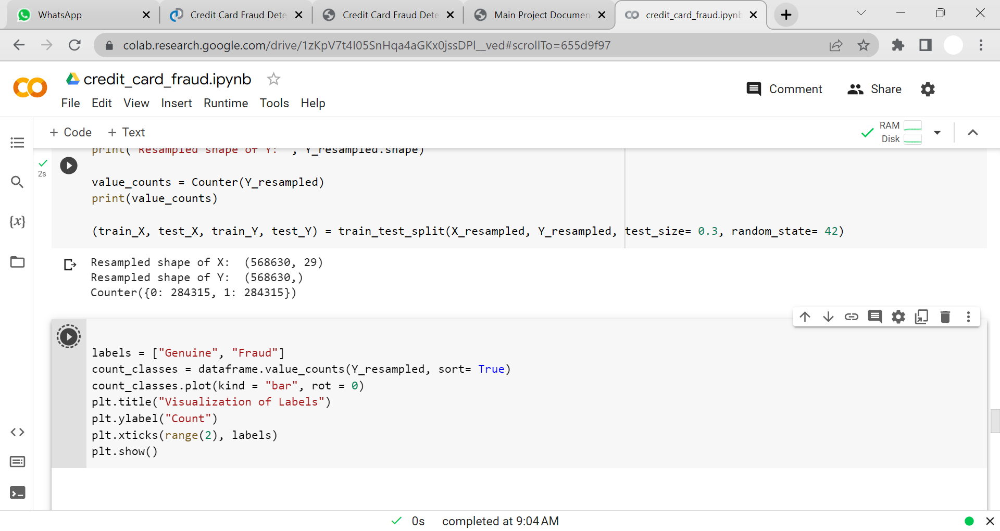 WhatsApp
Credit Card Fraud Dete
Credit Card Fraud Dete
Main Project Documen
credit_card_fraud.ipynb
colab.research.google.com/drive/1zKpV7t4I05SnHqa4aGKx0jssDPl__ved#scrollTo=655d9f97
credit_card_fraud.ipynb
File Edit View Insert Runtime Tools Help
Comment
Share
+ Code + Text
RAM
Disk
2s
print("Resampled shape of Y: ", Y_resampled.shape)
value_counts = Counter(Y_resampled)
print(value_counts)
(train_X, test_X, train_Y, test_Y) = train_test_split(X_resampled, Y_resampled, test_size= 0.3, random_state= 42)
Resampled shape of X:  (568630, 29)
Resampled shape of Y:  (568630,)
Counter({0: 284315, 1: 284315})
labels = ["Genuine", "Fraud"]
count_classes = dataframe.value_counts(Y_resampled, sort= True)
count_classes.plot(kind = "bar", rot = 0)
plt.title("Visualization of Labels")
plt.ylabel("Count")
plt.xticks(range(2), labels)
plt.show()
0s completed at 9:04 AM